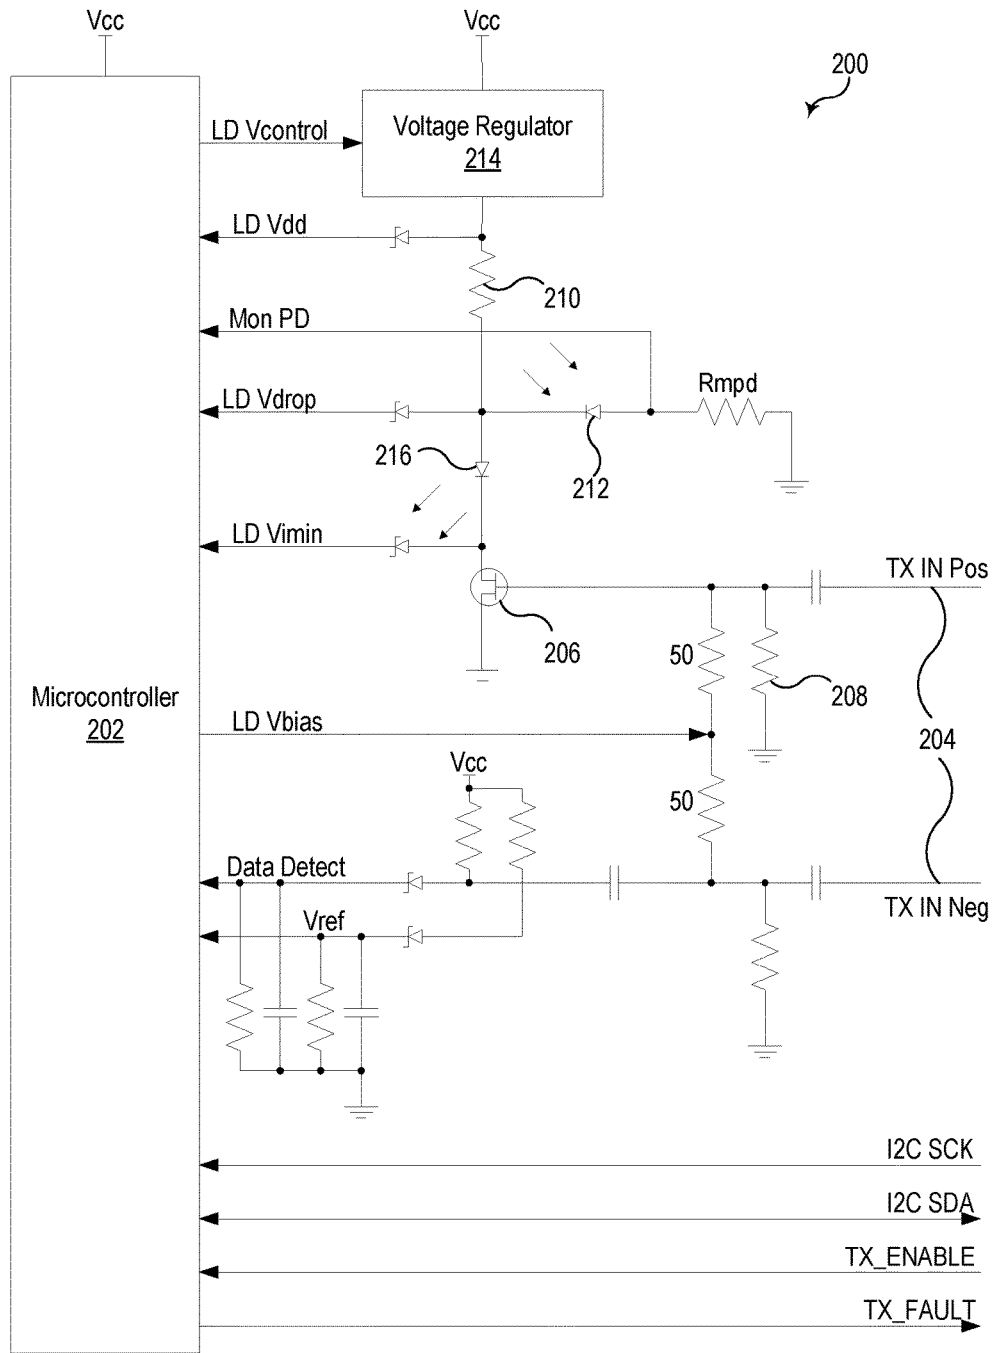 Vcc
Vcc
200
LD Vcontrol
Voltage Regulator
214
LD Vdd
210
Mon PD
LD Vdrop
Rmpd
216
212
LD Vimin
TX IN Pos
206
50
208
Microcontroller
202
LD Vbias
204
Vcc
50
Data Detect
TX IN Neg
Vref
I2C SCK
I2C SDA
TX_ENABLE
TX_FAULT